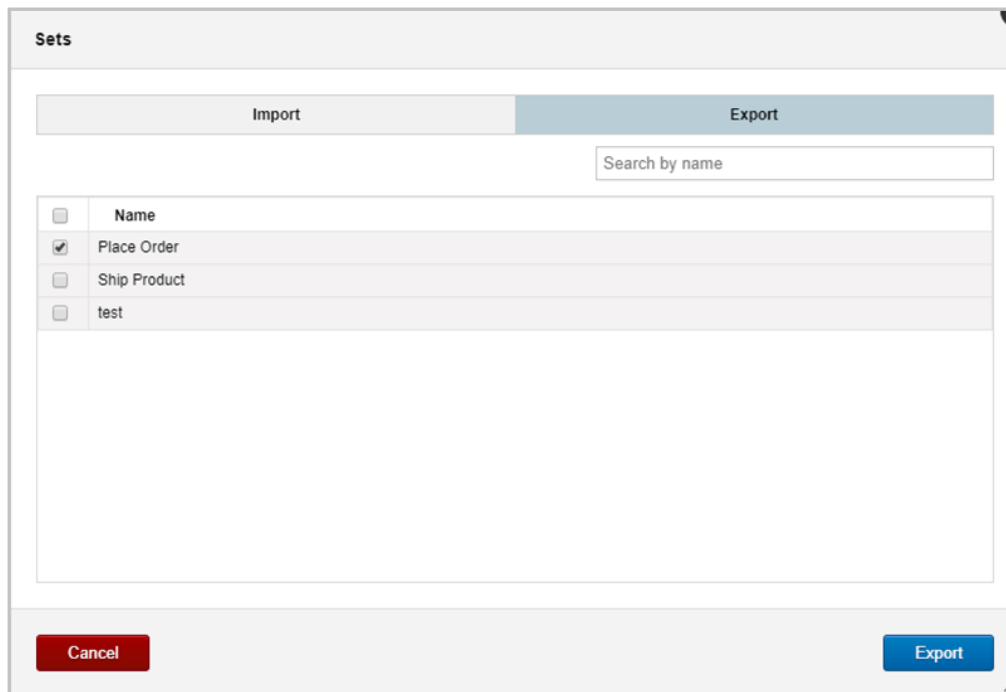 Sets
Import Export
Search by name
Name
Place Order
Ship Product
test
Cancel Export